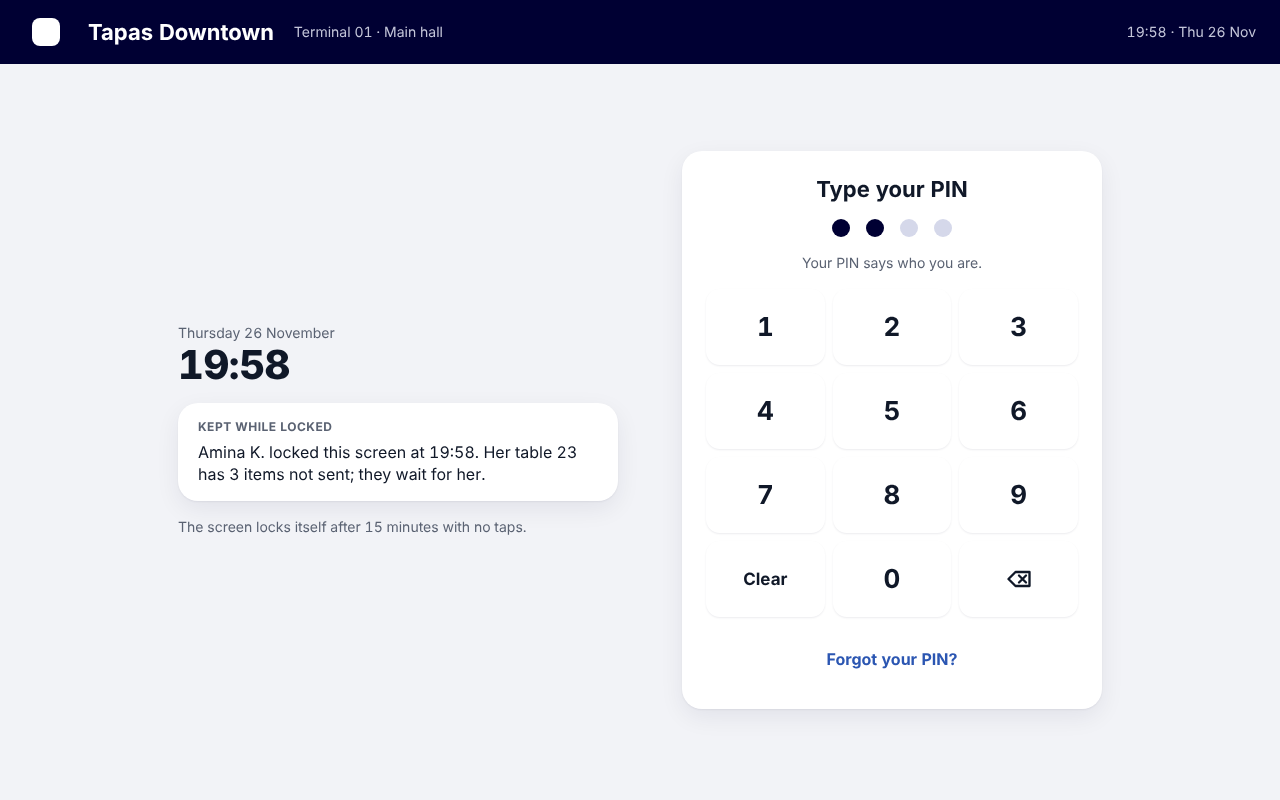 Tapas Downtown
Terminal 01 · Main hall
19:58 · Thu 26 Nov
Thursday 26 November
19:58
KEPT WHILE LOCKED
Amina K. locked this screen at 19:58. Her table 23
has 3 items not sent; they wait for her.
The screen locks itself after 15 minutes with no taps.
Type your PIN
Your PIN says who you are.
1 2 3
4 5 6
7 8 9
Clear 0
Forgot your PIN?